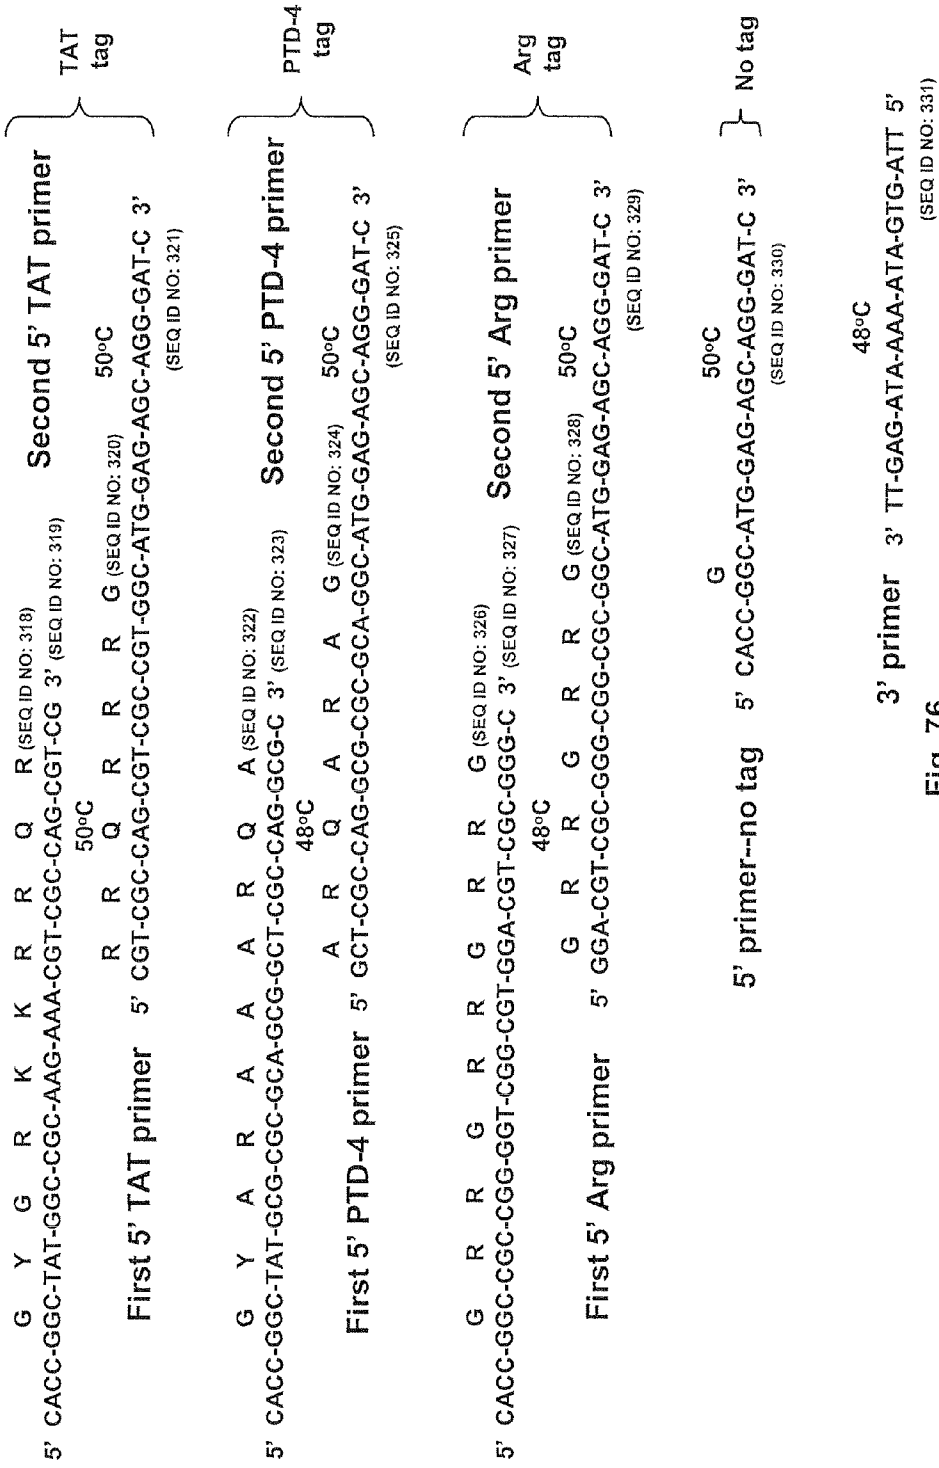 G Y G R K K R R Q R (SEQ ID NO: 318)
5' CACC-GGC-TAT-GGC-CGC-AAG-AAA-CGT-CGC-CAG-CGT-CG 3' (SEQ ID NO: 319)
Second 5' TAT primer
50°C
R R Q R R R G (SEQ ID NO: 320)
50°C
First 5' TAT primer 5' CGT-CGC-CAG-CGT-CGC-CGT-GGC-ATG-GAG-AGC-AGG-GAT-C 3'
(SEQ ID NO: 321)
TAT
tag
G Y A R A A A R Q A (SEQ ID NO: 322)
5' CACC-GGC-TAT-GCG-CGC-GCA-GCG-GCT-CGC-CAG-GCG-C 3' (SEQ ID NO: 323)
Second 5' PTD-4 primer
48°C
A R Q A R A G (SEQ ID NO: 324)
50°C
First 5' PTD-4 primer 5' GCT-CGC-CAG-GCG-CGC-GCA-GGC-ATG-GAG-AGC-AGG-GAT-C 3'
(SEQ ID NO: 325)
PTD-4
tag
G R R G R R G R R G (SEQ ID NO: 326)
5' CACC-GGC-CGC-CGG-GGT-CGG-CGT-GGA-CGT-CGC-GGG-C 3' (SEQ ID NO: 327)
Second 5' Arg primer
48°C
G R R G R R G (SEQ ID NO: 328)
50°C
First 5' Arg primer 5' GGA-CGT-CGC-GGG-CGG-CGC-GGC-ATG-GAG-AGC-AGG-GAT-C 3'
(SEQ ID NO: 329)
Arg
tag
G
50°C
5' primer--no tag 5' CACC-GGC-ATG-GAG-AGC-AGG-GAT-C 3'
(SEQ ID NO: 330)
No tag
48°C
3' primer 3' TT-GAG-ATA-AAA-ATA-GTG-ATT 5'
(SEQ ID NO: 331)
Fig. 76